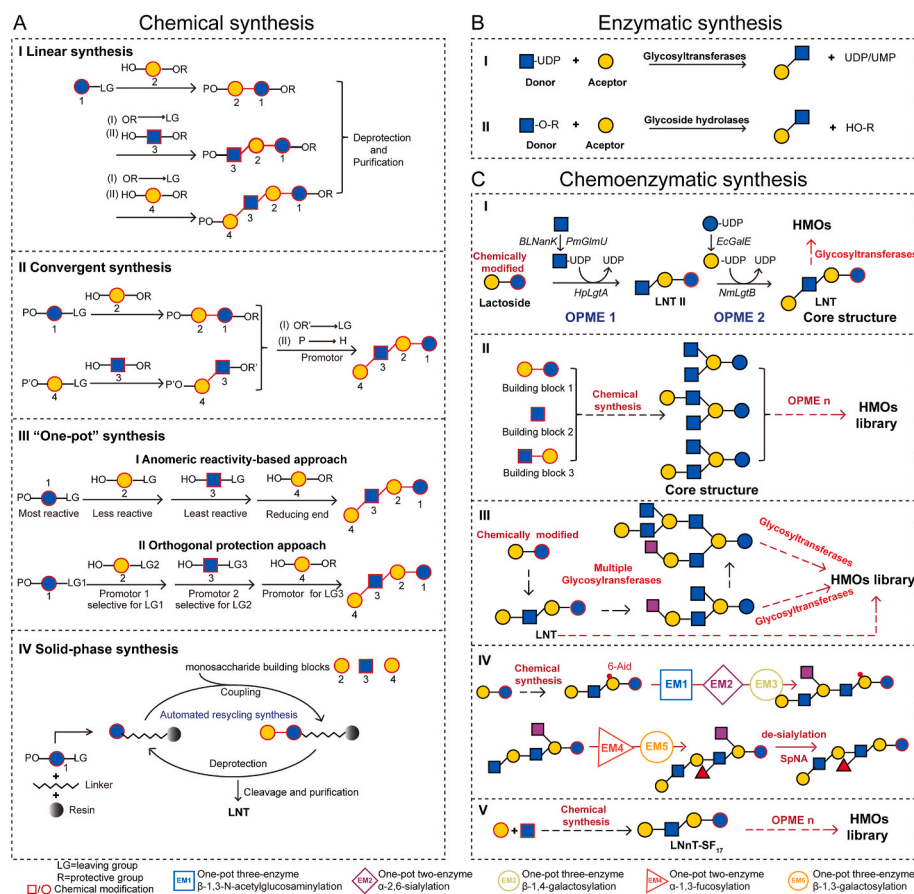 A
Chemical synthesis
I Linear synthesis
HO OR
2
LG
1
PO OR
2 1
(I) OR LG
(II) HO OR
3
PO OR
3 2 1
(I) OR LG
(II) HO OR
4
PO OR
4 3 2 1
Deprotection
and
Purification
II Convergent synthesis
HO OR
2
PO LG
1
PO OR
2 1
HO OR
3
P'O LG
4
P'O OR'
4 3
(I) OR' LG
(II) P H
Promotor
4 3 2 1
III “One-pot” synthesis
I Anomeric reactivity-based approach
1
PO LG
Most reactive
HO LG
2
Less reactive
HO LG
3
Least reactive
HO OR
4
Reducing end
4 3 2 1
II Orthogonal protection apporach
PO LG1
1
HO LG2
2
Promotor 1
selective for LG1
HO LG3
3
Promotor 2
selective for LG2
HO OR
4
Promotor for LG3
4 3 2 1
IV Solid-phase synthesis
monosaccharide building blocks
2 3 4
Coupling
Automated resycling synthesis
PO LG
1
+
Linker
+
Resin
Deprotection
Cleavage and purification
LNT
B
Enzymatic synthesis
I
-UDP + Glycosyltransferases + UDP/UMP
Donor Aceptor
II
-O-R + Glycoside hydrolases + HO-R
Donor Aceptor
C
Chemoenzymatic synthesis
I
Chemically
modified
Lactoside
BLNanK PmGlmU
-UDP UDP
HpLgtA
OPME 1
LNT II
-UDP
EcGalE
-UDP UDP
NmLgtB
OPME 2
HMOs
Glycosyltransferases
LNT
Core structure
II
Building block 1
Building block 2
Building block 3
Chemical
synthesis
Core structure
OPME n
HMOs
library
III
Chemically modified
Multiple
Glycosylransferases
LNT
Glycosyltransferases
Glycosyltransferases
HMOs library
IV
Chemical
synthesis
6-Aid
EM1
EM2
EM3
EM4
EM5
de-sialylation
SpNA
V
+
Chemical
synthesis
LNnT-SF17
OPME n
HMOs
library
LG=leaving group
R=protective group
/ Chemical modification
EM1 One-pot three-enzyme
β-1,3-N-acetylglucosaminylation
EM2 One-pot two-enzyme
α-2,6-sialylation
EM3 One-pot three-enzyme
β-1,4-galactosylation
EM4 One-pot two-enzyme
α-1,3-fucosylation
EM5 One-pot three-enzyme
β-1,3-galactosylation